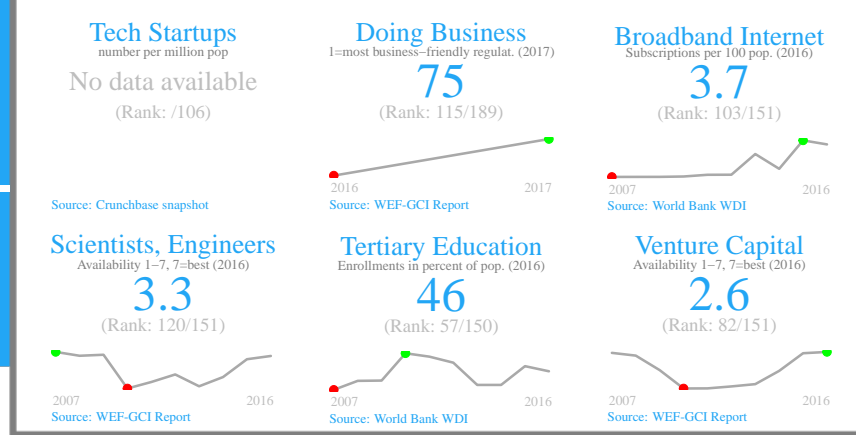 Tech Startups
number per million pop
No data available
(Rank: /106)
Source: Crunchbase snapshot
Doing Business
1=most business–friendly regulat. (2017)
75
(Rank: 115/189)
2016 2017
Source: WEF-GCI Report
Broadband Internet
Subscriptions per 100 pop. (2016)
3.7
(Rank: 103/151)
2007 2016
Source: World Bank WDI
Scientists, Engineers
Availability 1–7, 7=best (2016)
3.3
(Rank: 120/151)
2007 2016
Source: WEF-GCI Report
Tertiary Education
Enrollments in percent of pop. (2016)
46
(Rank: 57/150)
2007 2016
Source: World Bank WDI
Venture Capital
Availability 1–7, 7=best (2016)
2.6
(Rank: 82/151)
2007 2016
Source: WEF-GCI Report